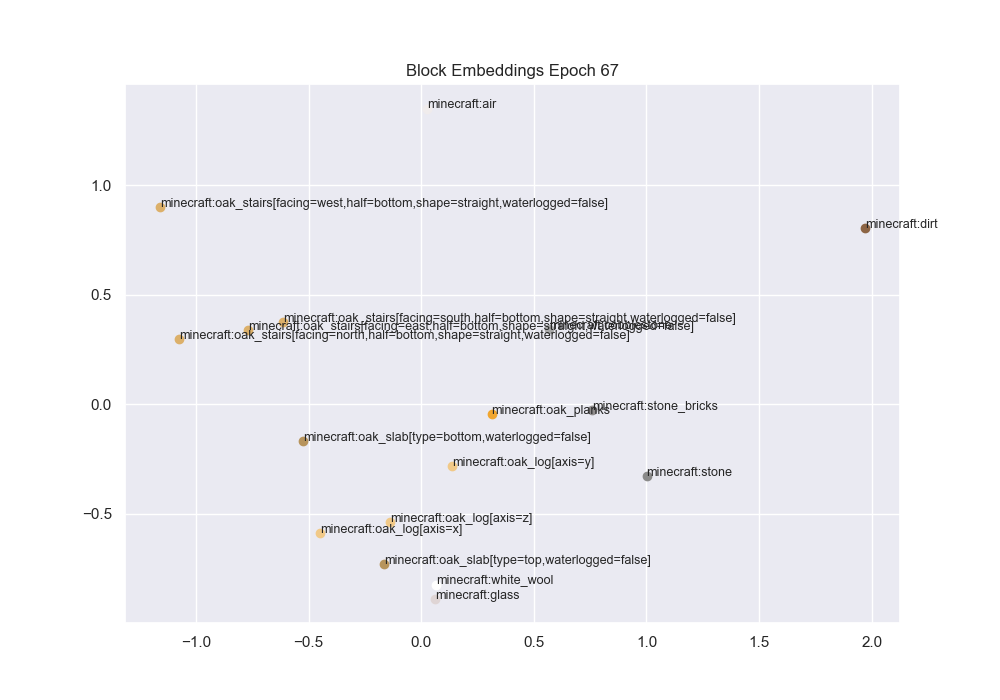 Block Embeddings Epoch 67
minecraft:air
1.0
minecraft:oak_stairs[facing=west,half=bottom,shape=straight,waterlogged=false]
minecraft:dirt
0.5
minecraft:oak_stairs[facing=south,half=bottom,shape=straight,waterlogged=false]
minecraft:oak_stairs[facing=east,half=bottom,shape=straight,waterlogged=false]
minecraft:oak_stairs[facing=north,half=bottom,shape=straight,waterlogged=false]
0.0
minecraft:oak_planks
minecraft:stone_bricks
minecraft:oak_slab[type=bottom,waterlogged=false]
minecraft:oak_log[axis=y]
minecraft:stone
−0.5
minecraft:oak_log[axis=z]
minecraft:oak_log[axis=x]
minecraft:oak_slab[type=top,waterlogged=false]
minecraft:white_wool
minecraft:glass
−1.0 −0.5 0.0 0.5 1.0 1.5 2.0